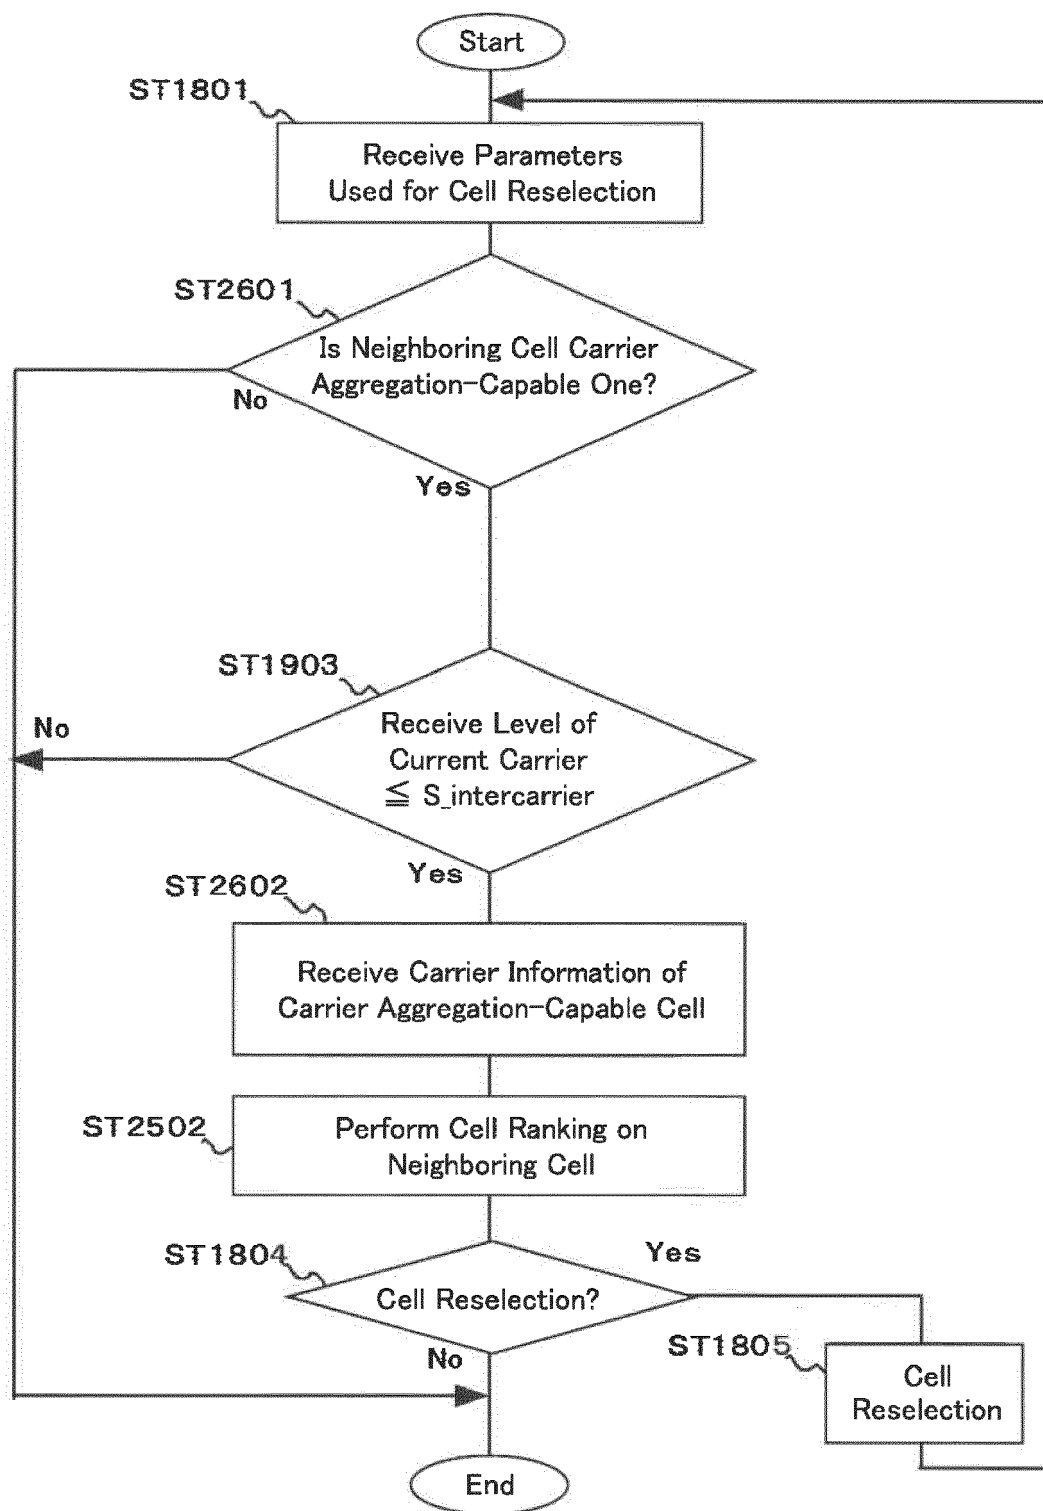 Start
ST1801
Receive Parameters
Used for Cell Reselection
ST2601
Is Neighboring Cell Carrier
Aggregation-Capable One?
No
Yes
ST1903
Receive Level of
Current Carrier
≦ S_intercarrier
No
Yes
ST2602
Receive Carrier Information of
Carrier Aggregation-Capable Cell
ST2502
Perform Cell Ranking on
Neighboring Cell
ST1804
Cell Reselection?
Yes
No
ST1805
Cell
Reselection
End